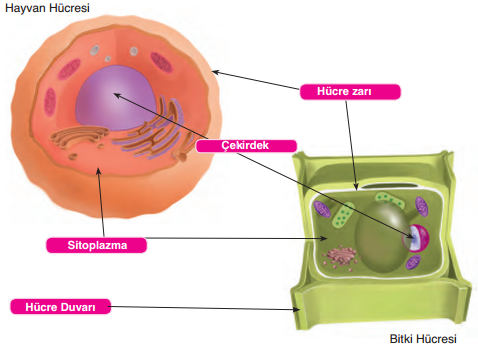 Hayvan Hücresi
Hücre zarı
Çekirdek
Sitoplazma
Hücre Duvarı
Bitki Hücresi